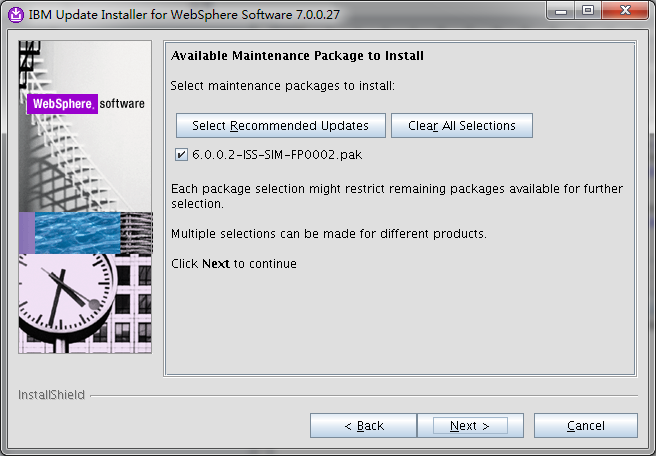 IBM Update Installer for WebSphere Software 7.0.0.27
WebSphere. software
Available Maintenance Package to Install
Select maintenance packages to install:
Select Recommended Updates
Clear All Selections
6.0.0.2-ISS-SIM-FP0002.pak
Each package selection might restrict remaining packages available for further
selection.
Multiple selections can be made for different products.
Click Next to continue
InstallShield
< Back
Next >
Cancel